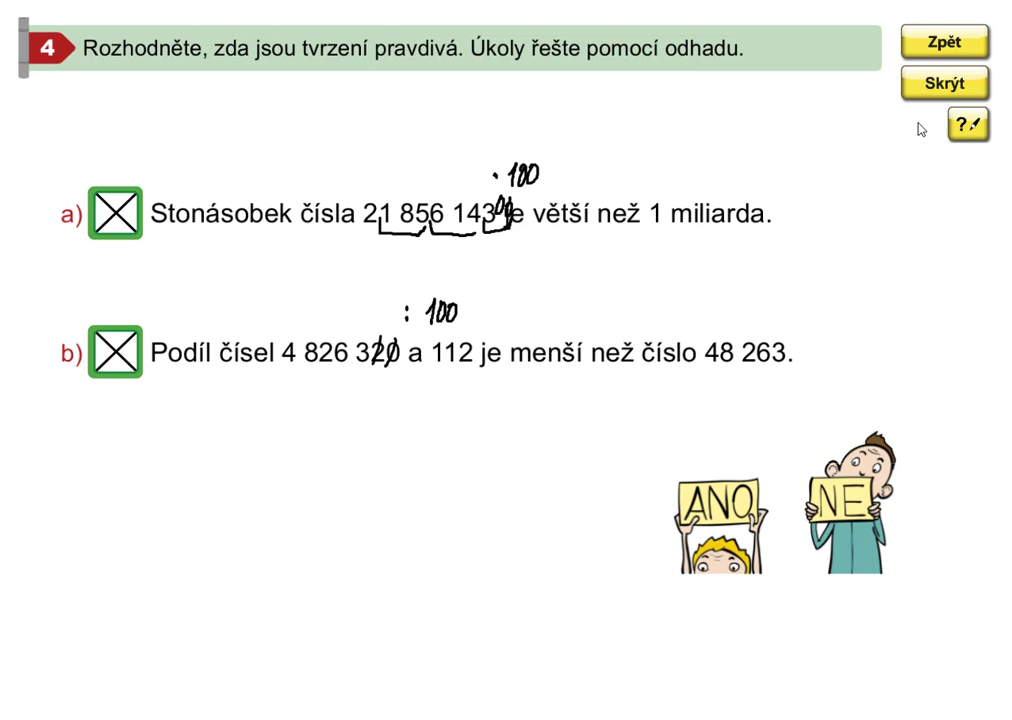 4 Rozhodněte, zda jsou tvrzení pravdivá. Úkoly řešte pomocí odhadu.
Zpět
Skrýt
?
· 100
a) Stonásobek čísla 21 856 143 00 je větší než 1 miliarda.
: 100
b) Podíl čísel 4 826 320 a 112 je menší než číslo 48 263.
ANO
NE